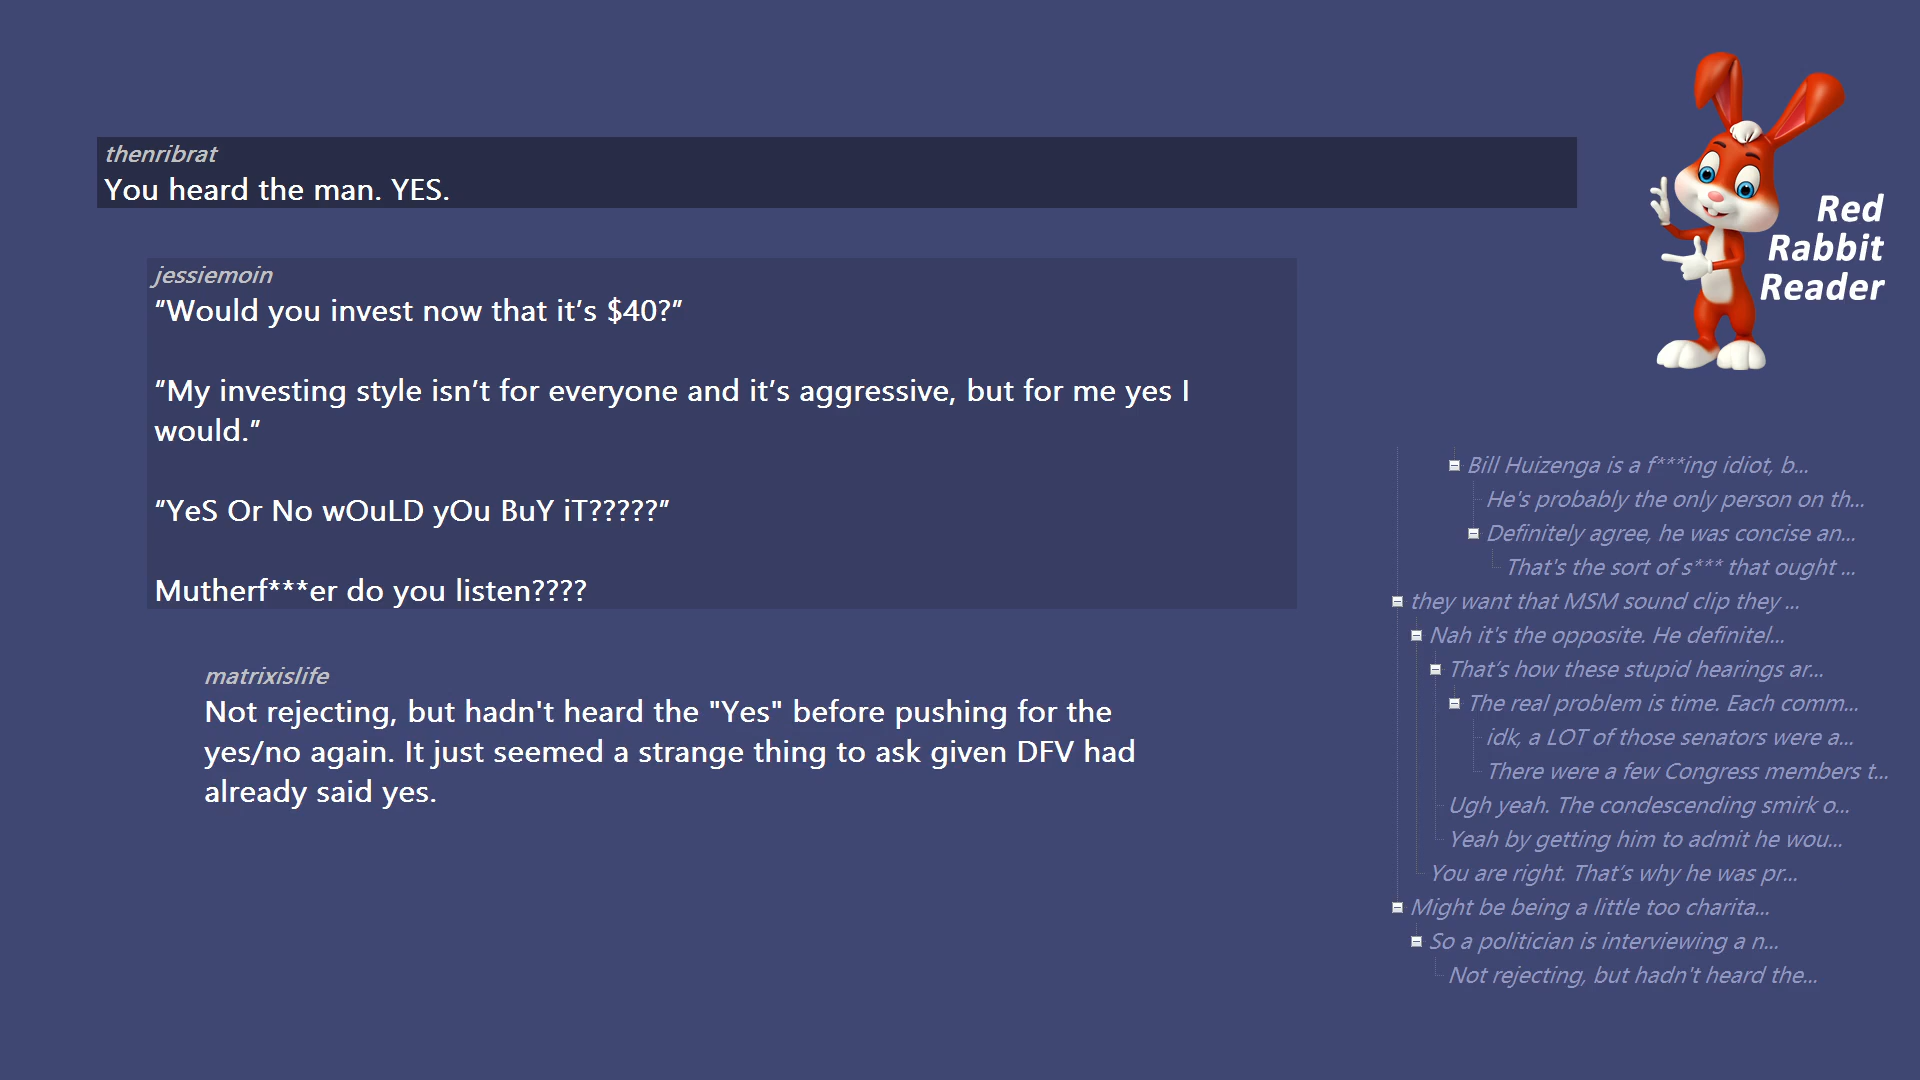 thenribrat
You heard the man. YES.
jessiemoin
“Would you invest now that it’s $40?”
“My investing style isn’t for everyone and it’s aggressive, but for me yes I
would.”
“YeS Or No wOuLD yOu BuY iT?????”
Mutherf***er do you listen????
matrixislife
Not rejecting, but hadn't heard the "Yes" before pushing for the
yes/no again. It just seemed a strange thing to ask given DFV had
already said yes.
Red
Rabbit
Reader
Bill Huizenga is a f***ing idiot, b...
He's probably the only person on th...
Definitely agree, he was concise an...
That's the sort of s*** that ought ...
they want that MSM sound clip they ...
Nah it's the opposite. He definitel...
That’s how these stupid hearings ar...
The real problem is time. Each comm...
idk, a LOT of those senators were a...
There were a few Congress members t...
Ugh yeah. The condescending smirk o...
Yeah by getting him to admit he wou...
You are right. That’s why he was pr...
Might be being a little too charita...
So a politician is interviewing a n...
Not rejecting, but hadn't heard the...